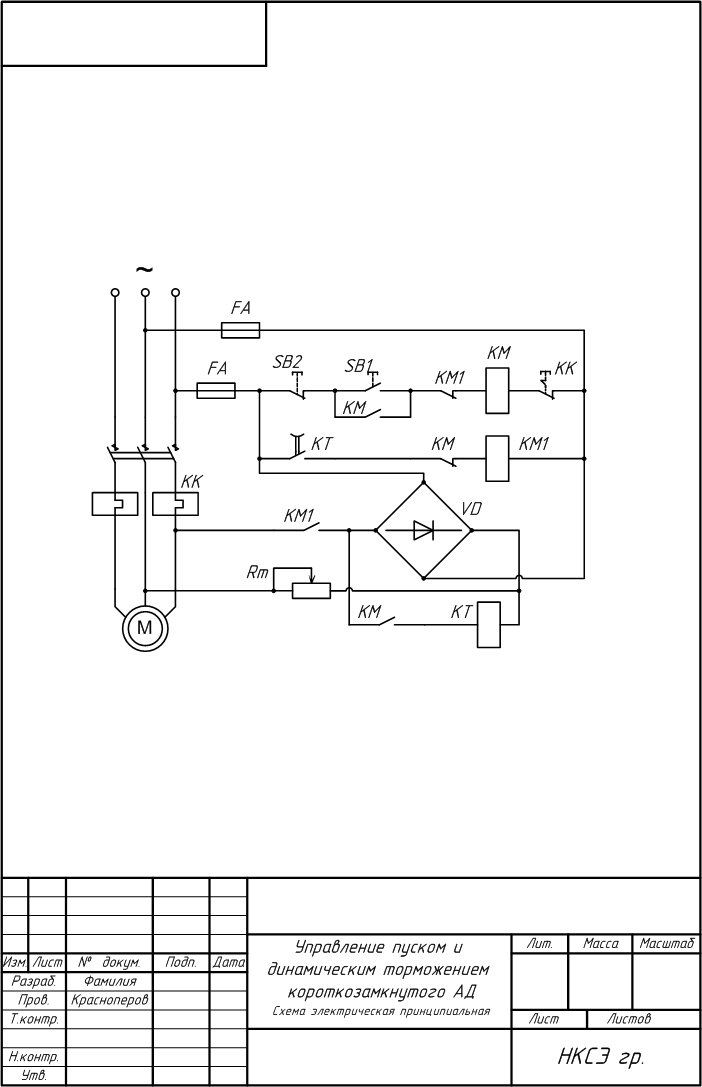 ~
FA
FA
SB2
SB1
KM1
KM
KK
KM
KT
KM
KM1
KK
KM1
VD
Rт
KM
KT
M
Управление пуском и
динамическим торможением
короткозамкнутого АД
Схема электрическая принципиальная
Лит.
Масса
Масштаб
Изм.
Лист
№ докум.
Подп.
Дата
Разраб.
Фамилия
Пров.
Красноперов
Т.контр.
Лист
Листов
Н.контр.
Утв.
НКСЭ гр.